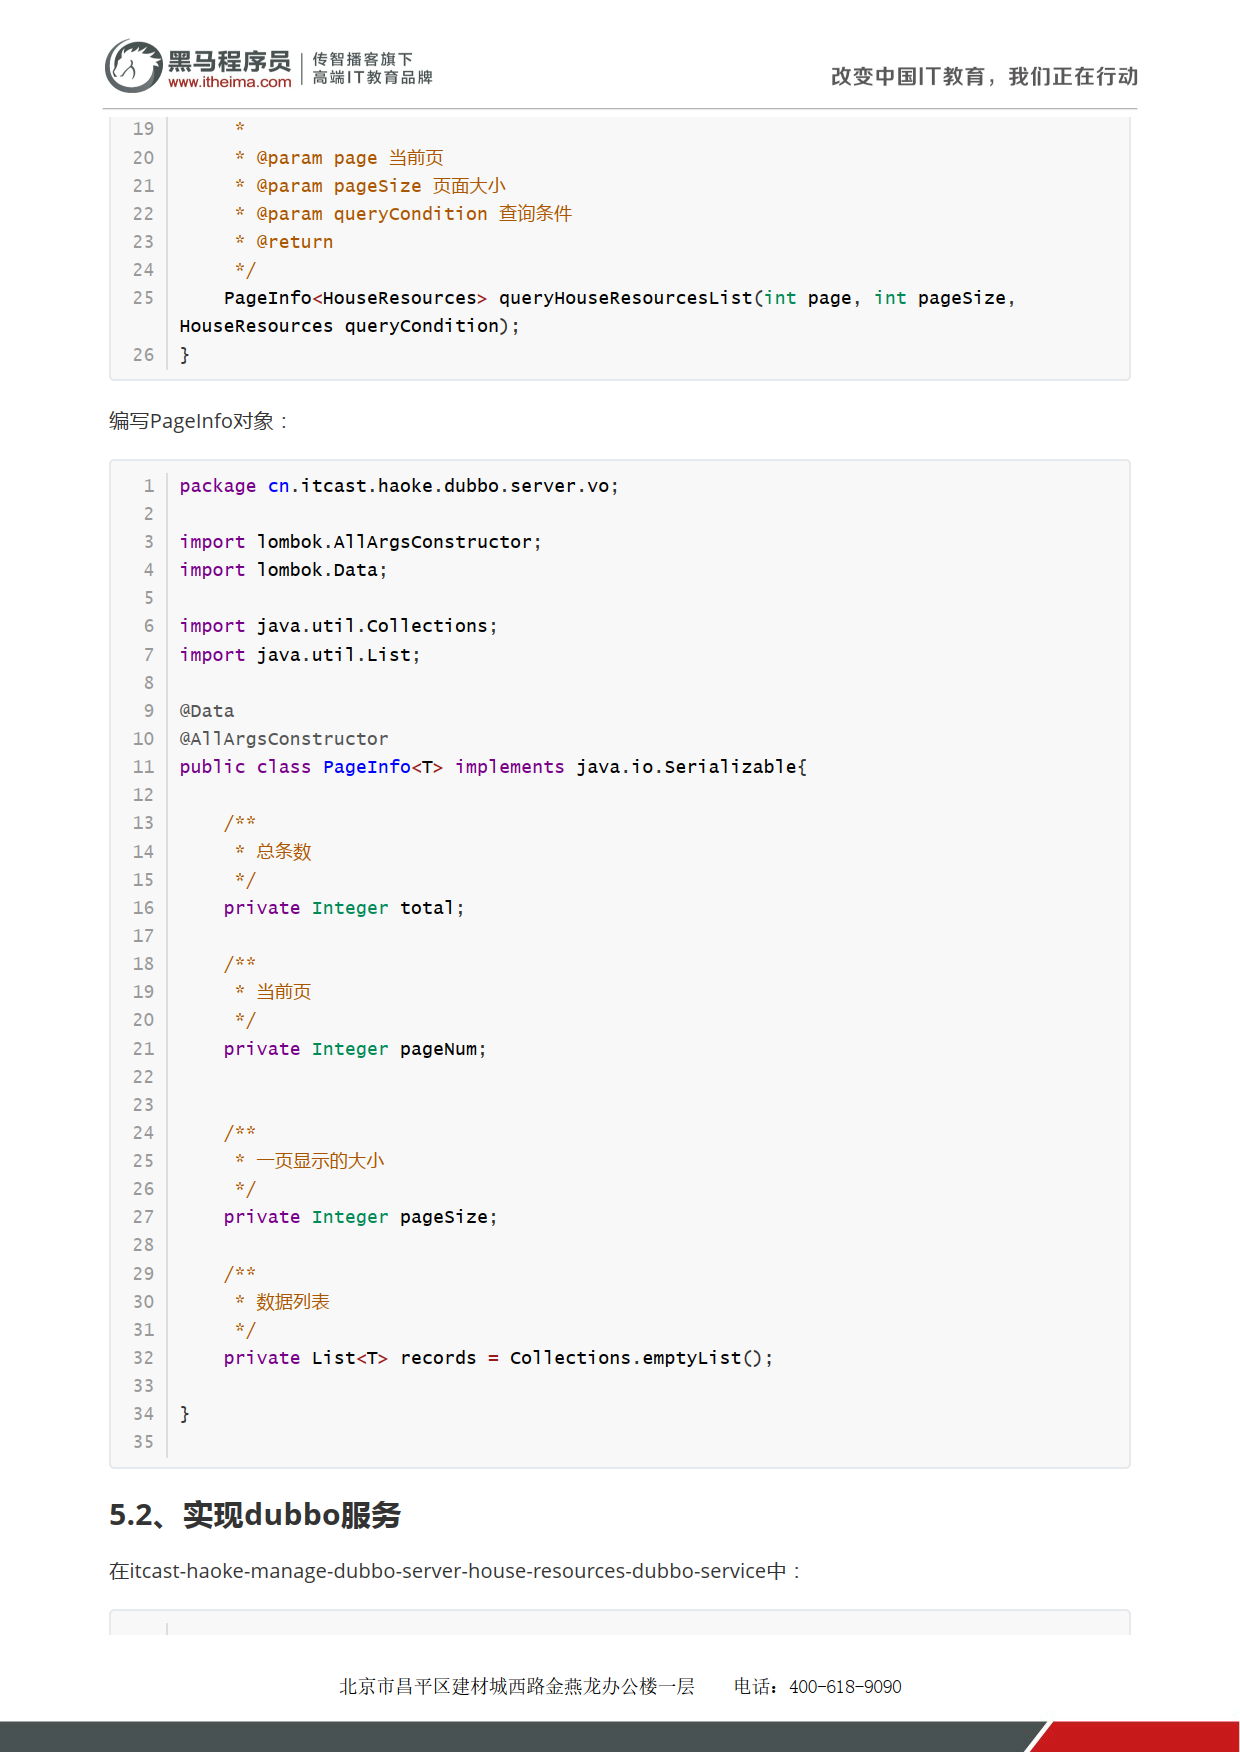 黑马程序员
www.itheima.com
传智播客旗下
高端IT教育品牌
改变中国IT教育，我们正在行动
19 *
20 * @param page 当前页
21 * @param pageSize 页面大小
22 * @param queryCondition 查询条件
23 * @return
24 */
25 PageInfo<HouseResources> queryHouseResourcesList(int page, int pageSize,
HouseResources queryCondition);
26 }
编写PageInfo对象：
1 package cn.itcast.haoke.dubbo.server.vo;
2
3 import lombok.AllArgsConstructor;
4 import lombok.Data;
5
6 import java.util.Collections;
7 import java.util.List;
8
9 @Data
10 @AllArgsConstructor
11 public class PageInfo<T> implements java.io.Serializable{
12
13 /**
14 * 总条数
15 */
16 private Integer total;
17
18 /**
19 * 当前页
20 */
21 private Integer pageNum;
22
23
24 /**
25 * 一页显示的大小
26 */
27 private Integer pageSize;
28
29 /**
30 * 数据列表
31 */
32 private List<T> records = Collections.emptyList();
33
34 }
35
5.2、实现dubbo服务
在itcast-haoke-manage-dubbo-server-house-resources-dubbo-service中：
北京市昌平区建材城西路金燕龙办公楼一层 电话：400-618-9090